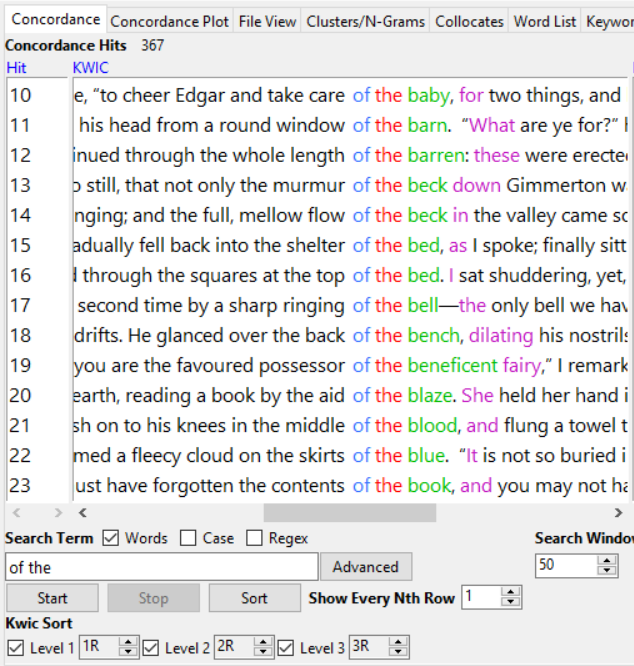 Concordance Concordance Plot File View Clusters/N-Grams Collocates Word List
Concordance Hits 367
Hit KWIC
10 e, “to cheer Edgar and take care of the baby, for two things, and
11 his head from a round window of the barn. “What are ye for?”
12 inued through the whole length of the barren: these were erecte
13 o still, that not only the murmur of the beck down Gimmerton w
14 nging; and the full, mellow flow of the beck in the valley came so
15 adually fell back into the shelter of the bed, as I spoke; finally sitt
16 d through the squares at the top of the bed. I sat shuddering, yet,
17 second time by a sharp ringing of the bell—the only bell we hav
18 drifts. He glanced over the back of the bench, dilating his nostrils
19 you are the favoured possessor of the beneficent fairy,” I remark
20 earth, reading a book by the aid of the blaze. She held her hand i
21 sh on to his knees in the middle of the blood, and flung a towel t
22 med a fleecy cloud on the skirts of the blue. “It is not so buried i
23 ust have forgotten the contents of the book, and you may not ha
Search Term Words Case Regex Search Windo
of the Advanced 50
Start Stop Sort Show Every Nth Row 1
Kwic Sort
Level 1 1R Level 2 2R Level 3 3R